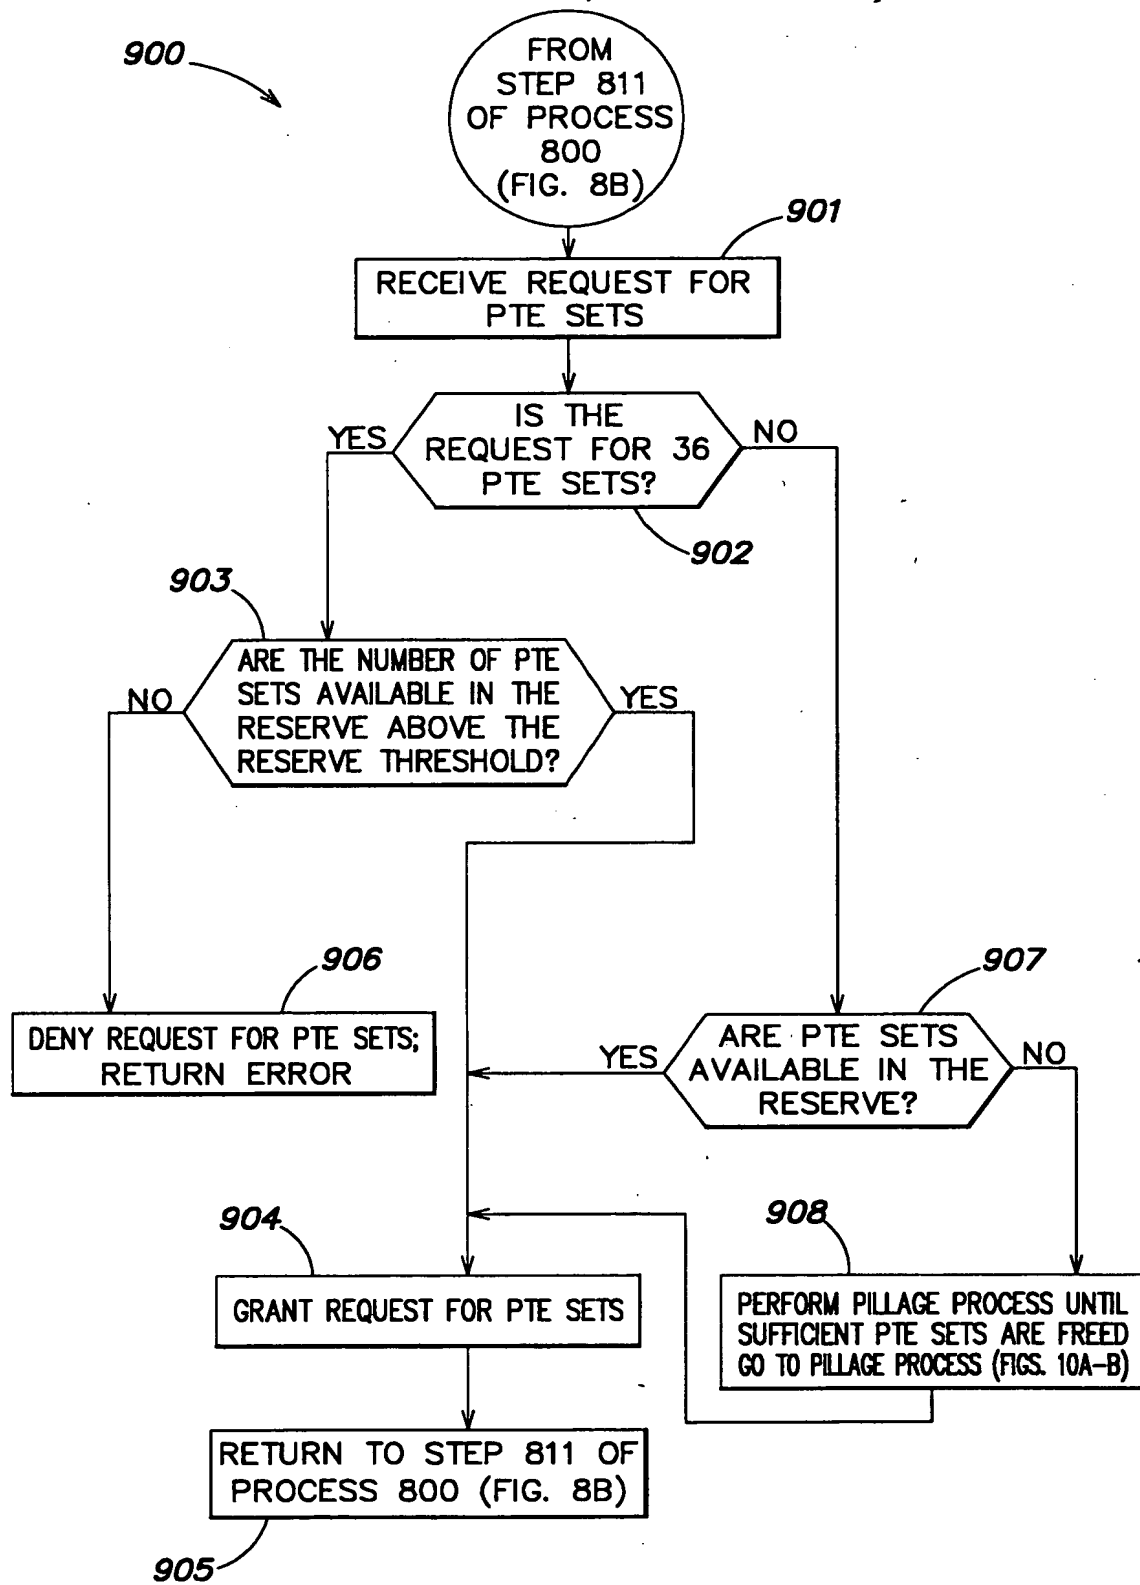 900
FROM
STEP 811
OF PROCESS
800
(FIG. 8B)
901
RECEIVE REQUEST FOR
PTE SETS
YES
IS THE
REQUEST FOR 36
PTE SETS?
NO
902
903
NO
ARE THE NUMBER OF PTE
SETS AVAILABLE IN THE
RESERVE ABOVE THE
RESERVE THRESHOLD?
YES
906
DENY REQUEST FOR PTE SETS;
RETURN ERROR
907
YES
ARE PTE SETS
AVAILABLE IN THE
RESERVE?
NO
904
GRANT REQUEST FOR PTE SETS
908
PERFORM PILLAGE PROCESS UNTIL
SUFFICIENT PTE SETS ARE FREED
GO TO PILLAGE PROCESS (FIGS. 10A-B)
RETURN TO STEP 811 OF
PROCESS 800 (FIG. 8B)
905